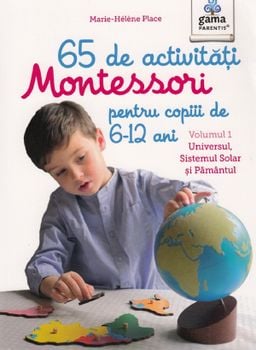 Marie-Hélène Place
gama
PARENTIS®
65 de activități
Montessori
pentru copiii de
6-12 ani
Volumul 1
Universul,
Sistemul Solar
și Pământul